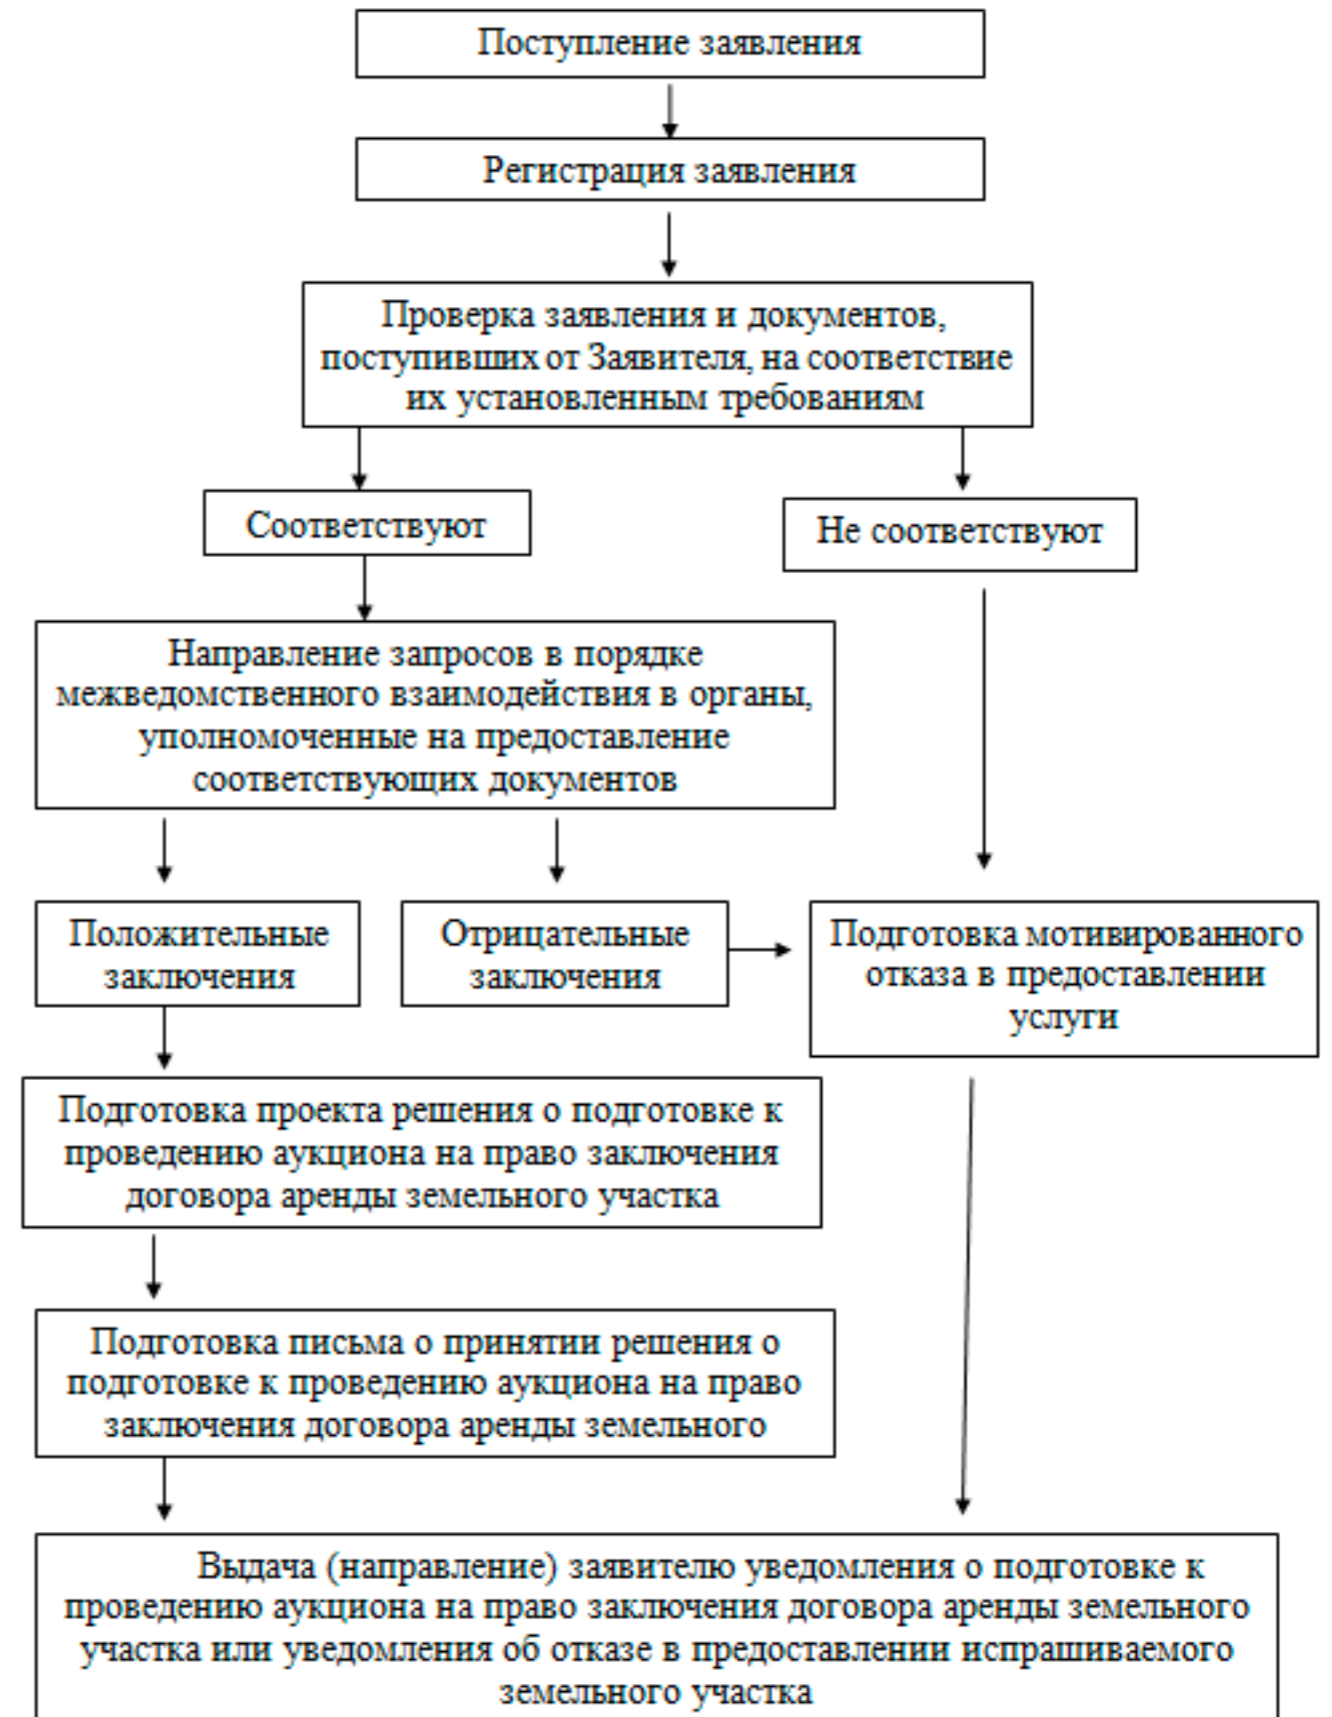 Поступление заявления
Регистрация заявления
Проверка заявления и документов,
поступивших от Заявителя, на соответствие
их установленным требованиям
Соответствуют
Не соответствуют
Направление запросов в порядке
межведомственного взаимодействия в органы,
уполномоченные на предоставление
соответствующих документов
Положительные
заключения
Отрицательные
заключения
Подготовка мотивированного
отказа в предоставлении
услуги
Подготовка проекта решения о подготовке к
проведению аукциона на право заключения
договора аренды земельного участка
Подготовка письма о принятии решения о
подготовке к проведению аукциона на право
заключения договора аренды земельного
Выдача (направление) заявителю уведомления о подготовке к
проведению аукциона на право заключения договора аренды земельного
участка или уведомления об отказе в предоставлении испрашиваемого
земельного участка